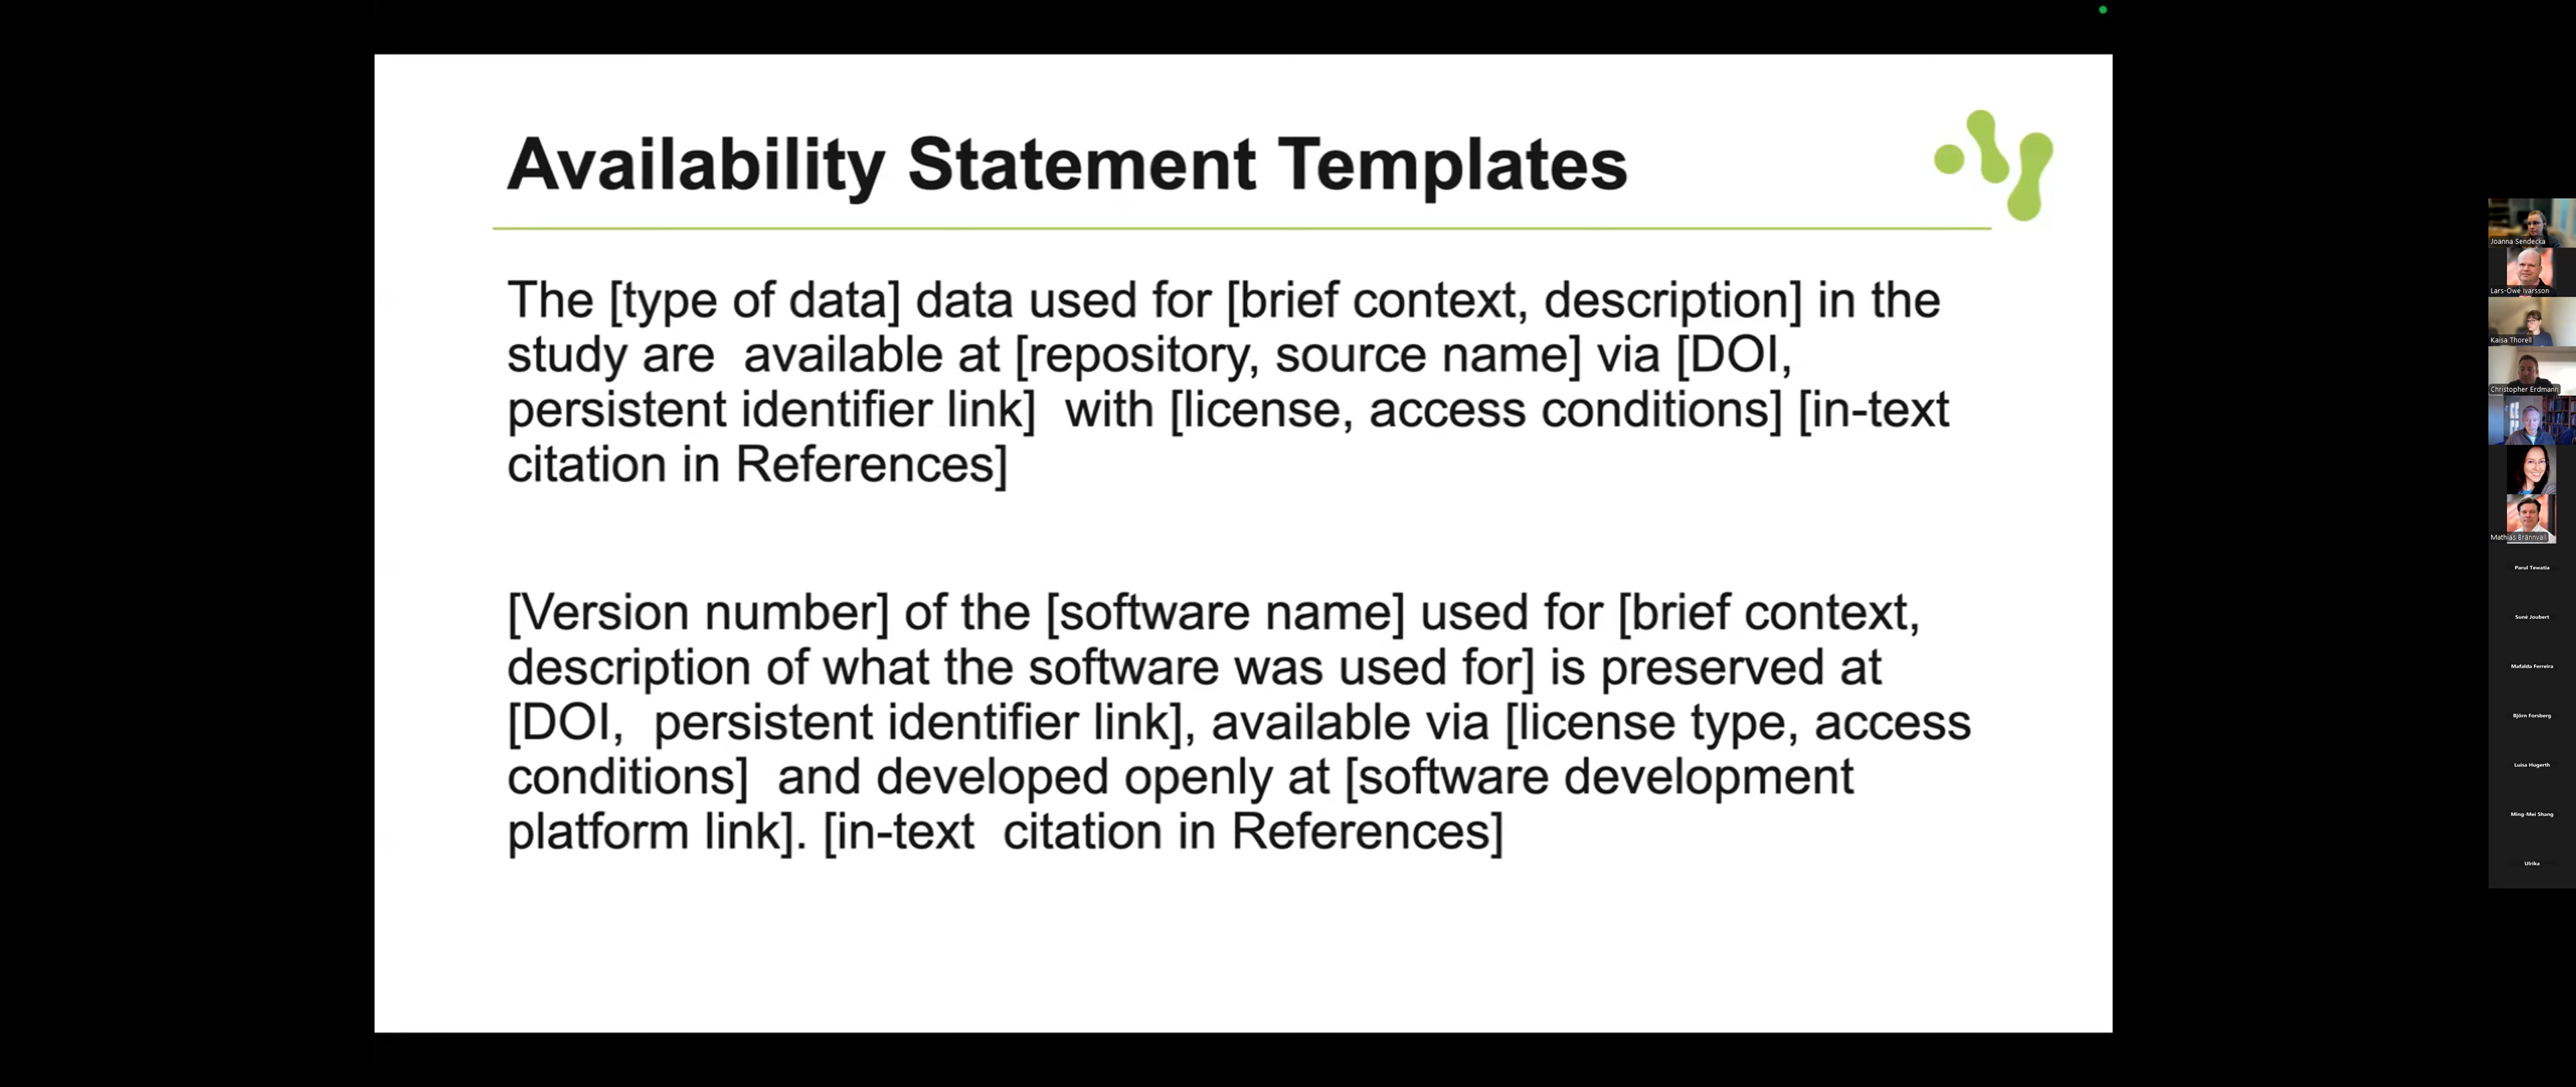 Availability Statement Templates
The [type of data] data used for [brief context, description] in the
study are  available at [repository, source name] via [DOI,
persistent identifier link]  with [license, access conditions] [in-text
citation in References]
[Version number] of the [software name] used for [brief context,
description of what the software was used for] is preserved at
[DOI,  persistent identifier link], available via [license type, access
conditions]  and developed openly at [software development
platform link]. [in-text  citation in References]
Joanna Sendecka
Lars-Owe Ivarsson
Kaisa Thorell
Christopher Erdmann
Mathias Brännvall
Parul Tewatia
Suné Joubert
Mafalda Ferreira
Björn Forsberg
Luisa Hugerth
Ming-Mei Shang
Ulrika